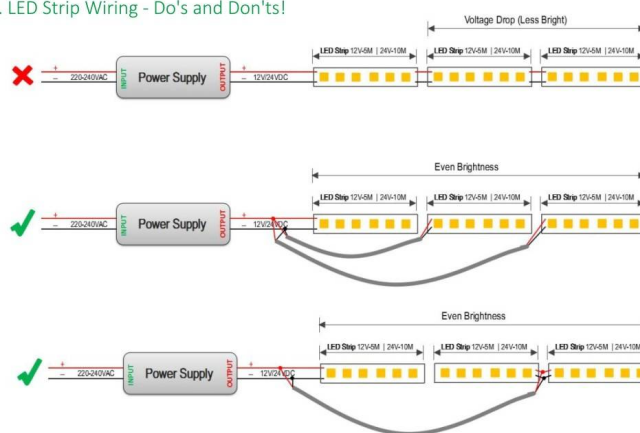 . LED Strip Wiring - Do's and Don'ts!
Voltage Drop (Less Bright)
LED Strip 12V-5M | 24V-10M LED Strip 12V-5M | 24V-10M LED Strip 12V-5M | 24V-10M
+ +
– 220-240VAC INPUT Power Supply OUTPUT – 12V/24VDC
Even Brightness
LED Strip 12V-5M | 24V-10M LED Strip 12V-5M | 24V-10M LED Strip 12V-5M | 24V-10M
+ +
– 220-240VAC INPUT Power Supply OUTPUT – 12V/24VDC
Even Brightness
LED Strip 12V-5M | 24V-10M LED Strip 12V-5M | 24V-10M LED Strip 12V-5M | 24V-10M
+ +
– 220-240VAC INPUT Power Supply OUTPUT – 12V/24VDC